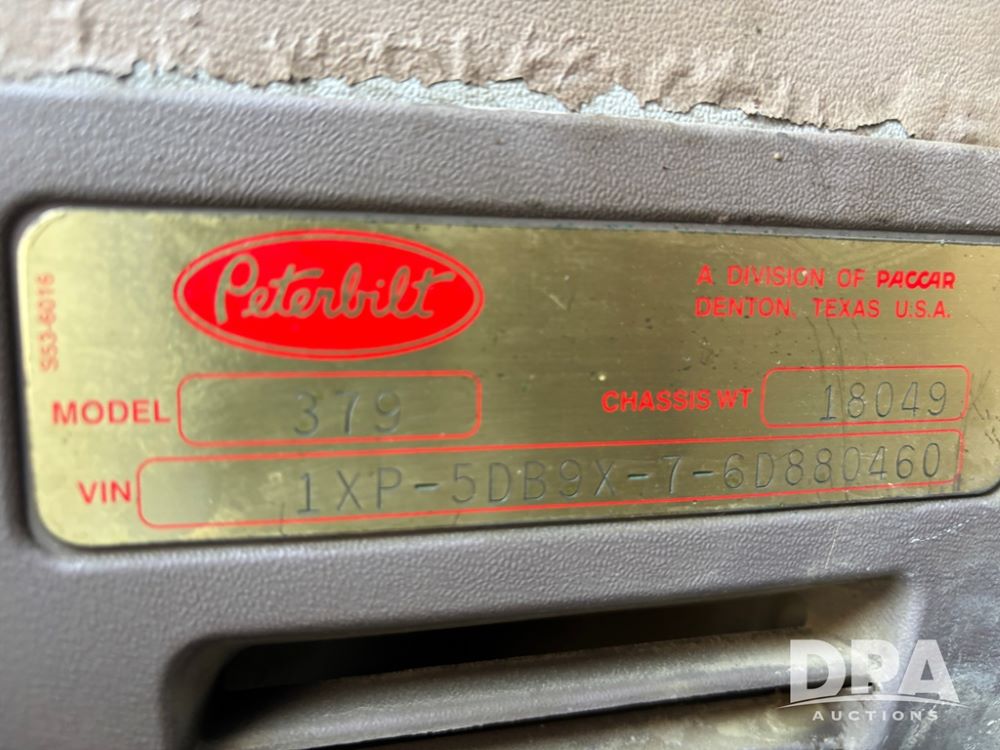 Peterbilt
A DIVISION OF PACCAR
DENTON, TEXAS U.S.A.
S53-6016
MODEL 379
CHASSIS WT 18049
VIN 1XP-5DB9X-7-6D880460
DPA
AUCTIONS